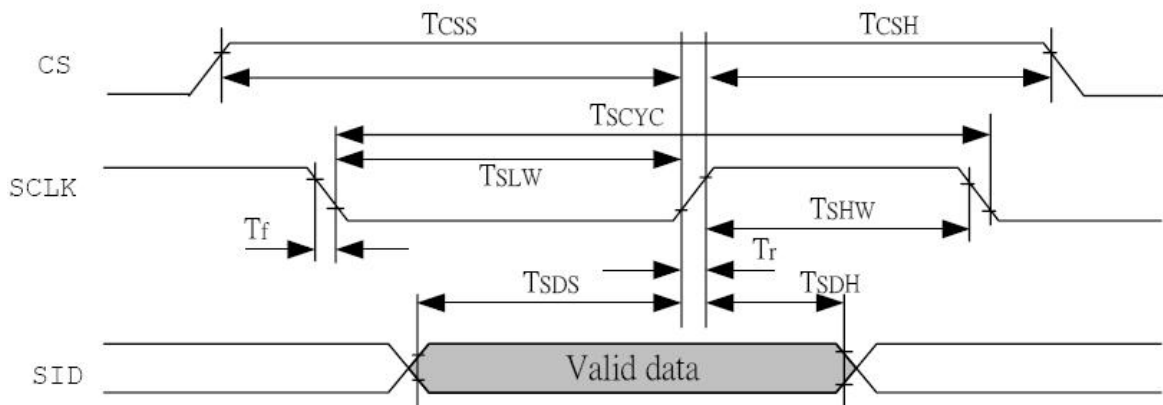 TCSS
TCSH
CS
TSCYC
TSLW
SCLK
TSHW
Tf
Tr
TSDS
TSDH
SID
Valid data